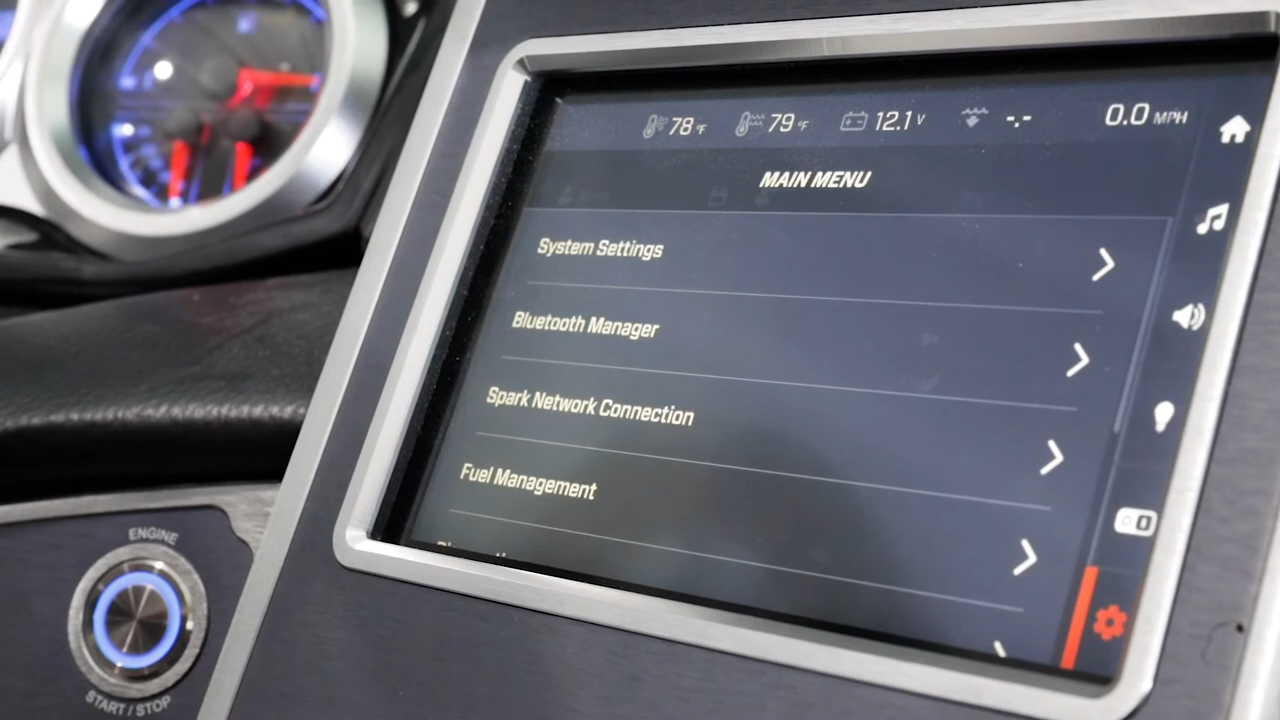 78 °F 79 °F 12.1 V -.- 0.0 MPH
MAIN MENU
System Settings
Bluetooth Manager
Spark Network Connection
Fuel Management
ENGINE
START / STOP